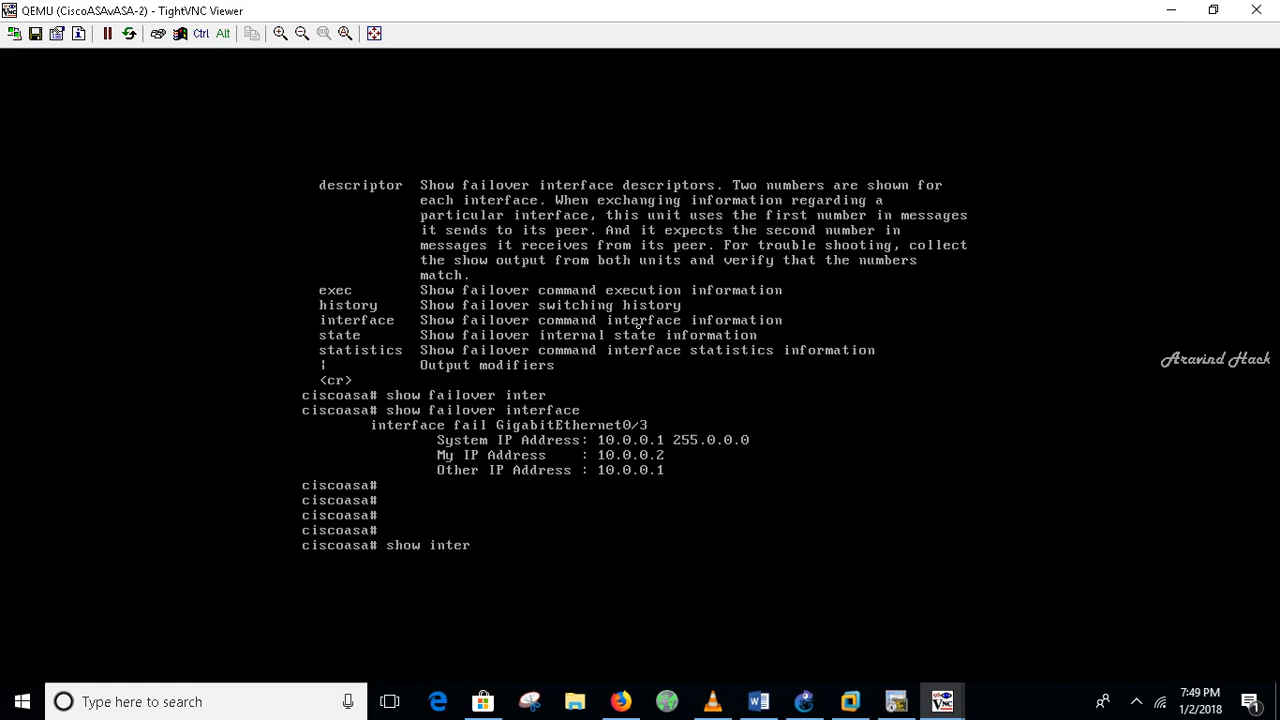 QEMU (CiscoASAvASA-2) - TightVNC Viewer
Ctrl Alt
descriptor Show failover interface descriptors. Two numbers are shown for
each interface. When exchanging information regarding a
particular interface, this unit uses the first number in messages
it sends to its peer. And it expects the second number in
messages it receives from its peer. For trouble shooting, collect
the show output from both units and verify that the numbers
match.
exec Show failover command execution information
history Show failover switching history
interface Show failover command interface information
state Show failover internal state information
statistics Show failover command interface statistics information
| Output modifiers
<cr>
ciscoasa# show failover inter
ciscoasa# show failover interface
interface fail GigabitEthernet0/3
System IP Address: 10.0.0.1 255.0.0.0
My IP Address : 10.0.0.2
Other IP Address : 10.0.0.1
ciscoasa#
ciscoasa#
ciscoasa#
ciscoasa#
ciscoasa# show inter
Aravind Hack
Type here to search
7:49 PM
1/2/2018